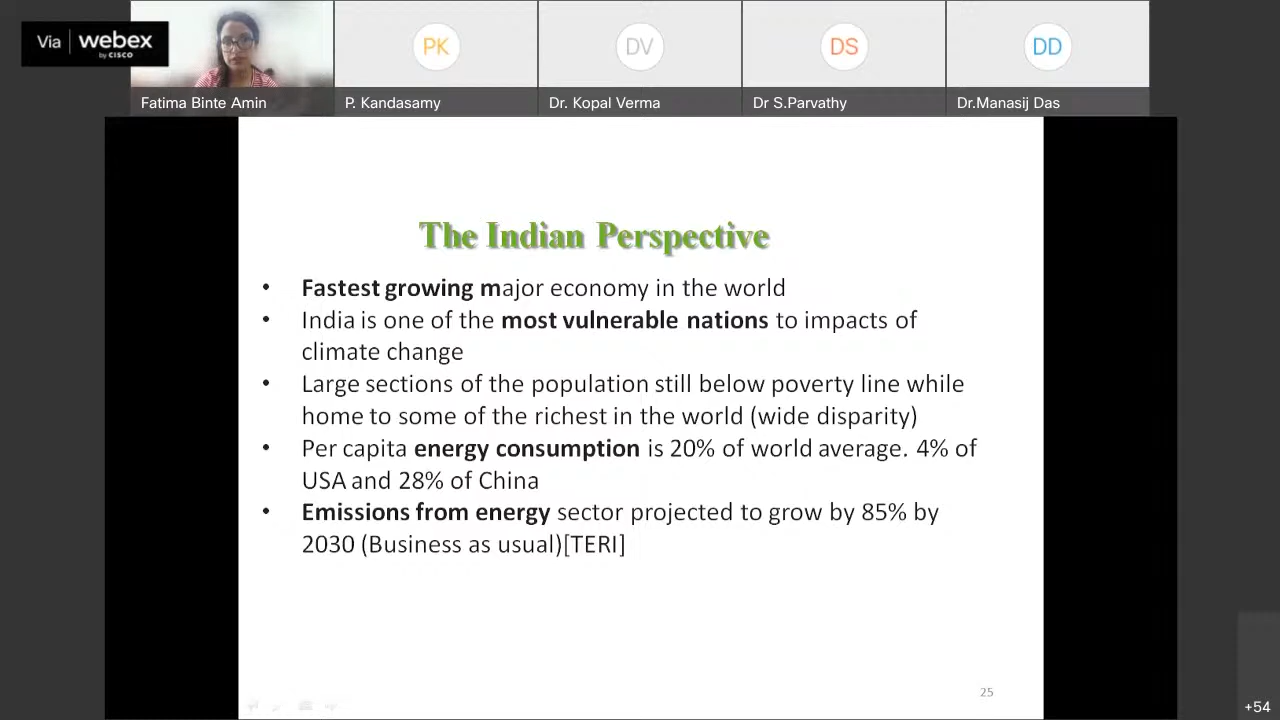 Via webex
by CISCO
PK
DV
DS
DD
Fatima Binte Amin
P. Kandasamy
Dr. Kopal Verma
Dr S.Parvathy
Dr.Manasij Das
The Indian Perspective
• Fastest growing major economy in the world
• India is one of the most vulnerable nations to impacts of
climate change
• Large sections of the population still below poverty line while
home to some of the richest in the world (wide disparity)
• Per capita energy consumption is 20% of world average. 4% of
USA and 28% of China
• Emissions from energy sector projected to grow by 85% by
2030 (Business as usual)[TERI]
25
+54